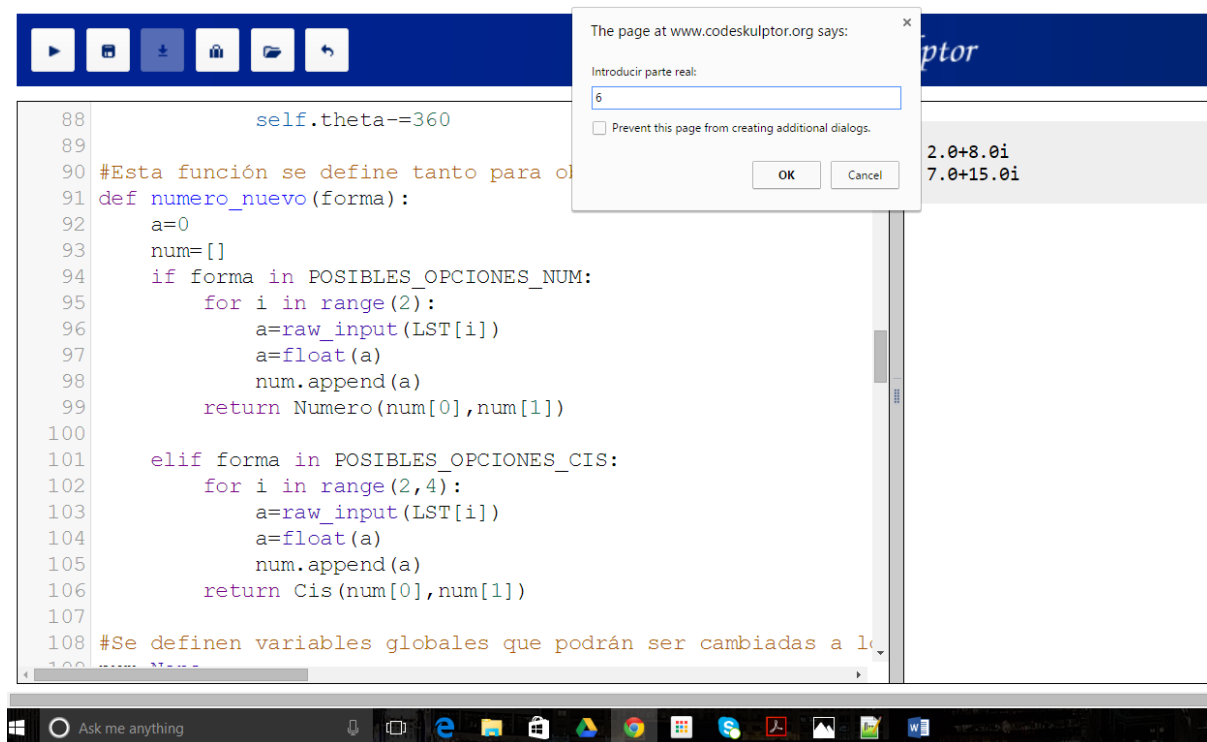 The page at www.codeskulptor.org says:
Introducir parte real:
6
Prevent this page from creating additional dialogs.
OK Cancel
ptor
88 self.theta-=360
89
90 #Esta función se define tanto para
91 def numero_nuevo(forma):
92 a=0
93 num=[]
94 if forma in POSIBLES_OPCIONES_NUM:
95 for i in range(2):
96 a=raw_input(LST[i])
97 a=float(a)
98 num.append(a)
99 return Numero(num[0],num[1])
100
101 elif forma in POSIBLES_OPCIONES_CIS:
102 for i in range(2,4):
103 a=raw_input(LST[i])
104 a=float(a)
105 num.append(a)
106 return Cis(num[0],num[1])
107
108 #Se definen variables globales que podrán ser cambiadas a
2.0+8.0i
7.0+15.0i
Ask me anything